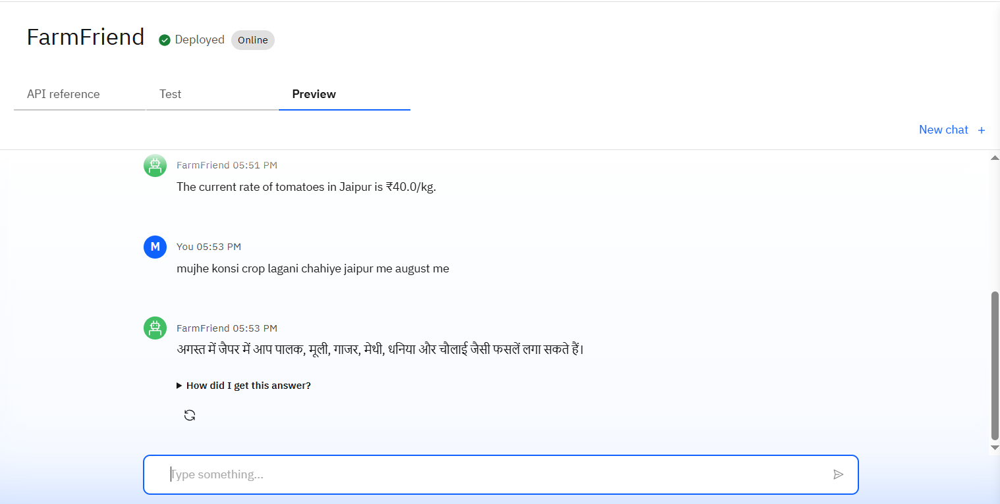 FarmFriend Deployed Online
API reference Test Preview
New chat +
FarmFriend 05:51 PM
The current rate of tomatoes in Jaipur is ₹40.0/kg.
M You 05:53 PM
mujhe konsi crop lagani chahiye jaipur me august me
FarmFriend 05:53 PM
अगस्त में जैपर में आप पालक, मूली, गाजर, मेथी, धनिया और चौलाई जैसी फसलें लगा सकते हैं।
How did I get this answer?
Type something...